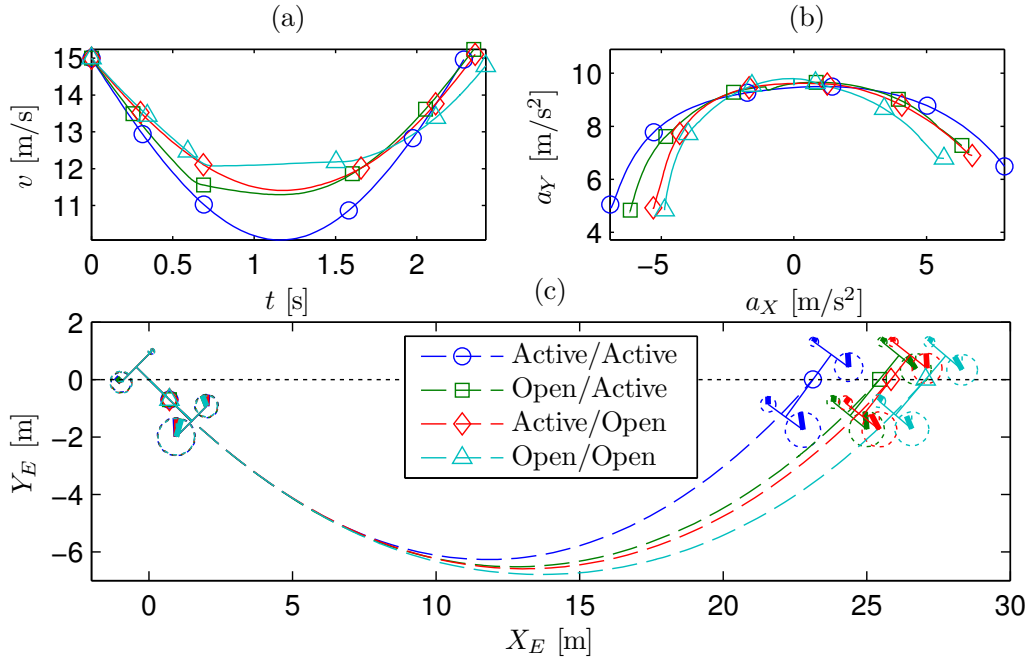 (a)
15
14
13
12
11
v [m/s]
0
0.5
1
1.5
2
t [s]
(b)
10
8
6
4
a_Y [m/s²]
−5
0
5
a_X [m/s²]
(c)
2
0
−2
−4
−6
Y_E [m]
Active/Active
Open/Active
Active/Open
Open/Open
0
5
10
15
20
25
30
X_E [m]